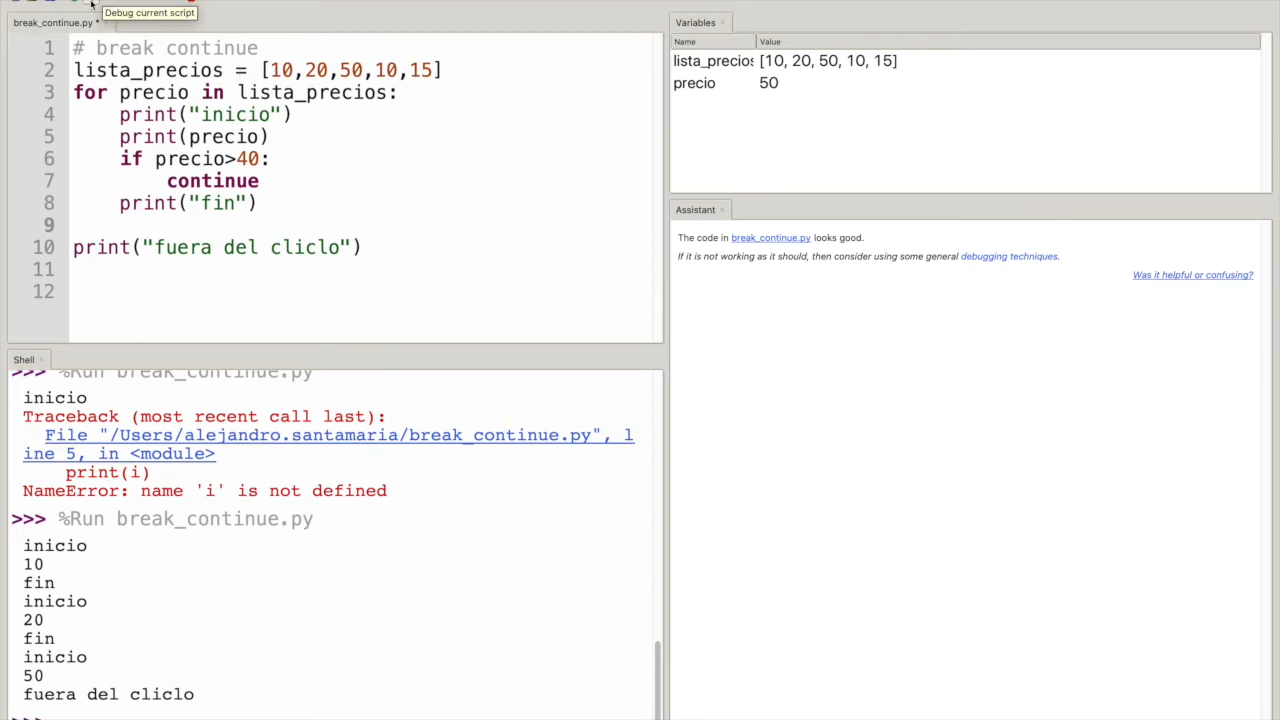 Debug current script
break_continue.py *
1 # break continue
2 lista_precios = [10,20,50,10,15]
3 for precio in lista_precios:
4     print("inicio")
5     print(precio)
6     if precio>40:
7         continue
8     print("fin")
9
10 print("fuera del cliclo")
11
12
Shell
>>> %Run break_continue.py
inicio
Traceback (most recent call last):
  File "/Users/alejandro.santamaria/break_continue.py", l
ine 5, in <module>
    print(i)
NameError: name 'i' is not defined
>>> %Run break_continue.py
inicio
10
fin
inicio
20
fin
inicio
50
fuera del cliclo
>>>
Variables
Name Value
lista_precios [10, 20, 50, 10, 15]
precio 50
Assistant
The code in break_continue.py looks good.
If it is not working as it should, then consider using some general debugging techniques.
Was it helpful or confusing?